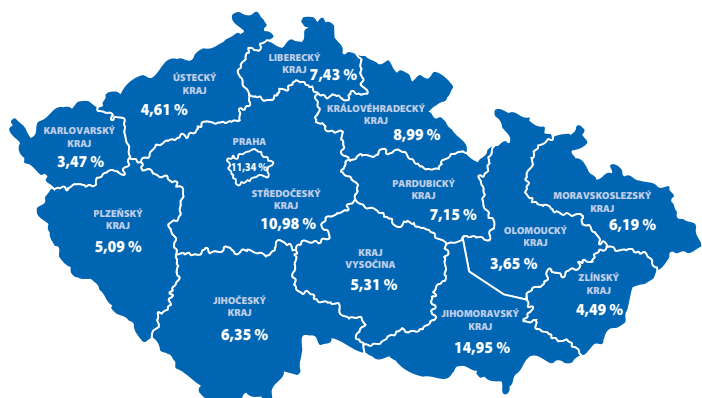 LIBERECKÝ
KRAJ 7,43 %
ÚSTECKÝ
KRAJ
4,61 %
KRÁLOVÉHRADECKÝ
KRAJ
8,99 %
KARLOVARSKÝ
KRAJ
3,47 %
PRAHA
11,34 %
STŘEDOČESKÝ
KRAJ
10,98 %
PARDUBICKÝ
KRAJ
7,15 %
MORAVSKOSLEZSKÝ
KRAJ
6,19 %
PLZEŇSKÝ
KRAJ
5,09 %
OLOMOUCKÝ
KRAJ
3,65 %
KRAJ
VYSOČINA
5,31 %
ZLÍNSKÝ
KRAJ
4,49 %
JIHOČESKÝ
KRAJ
6,35 %
JIHOMORAVSKÝ
KRAJ
14,95 %